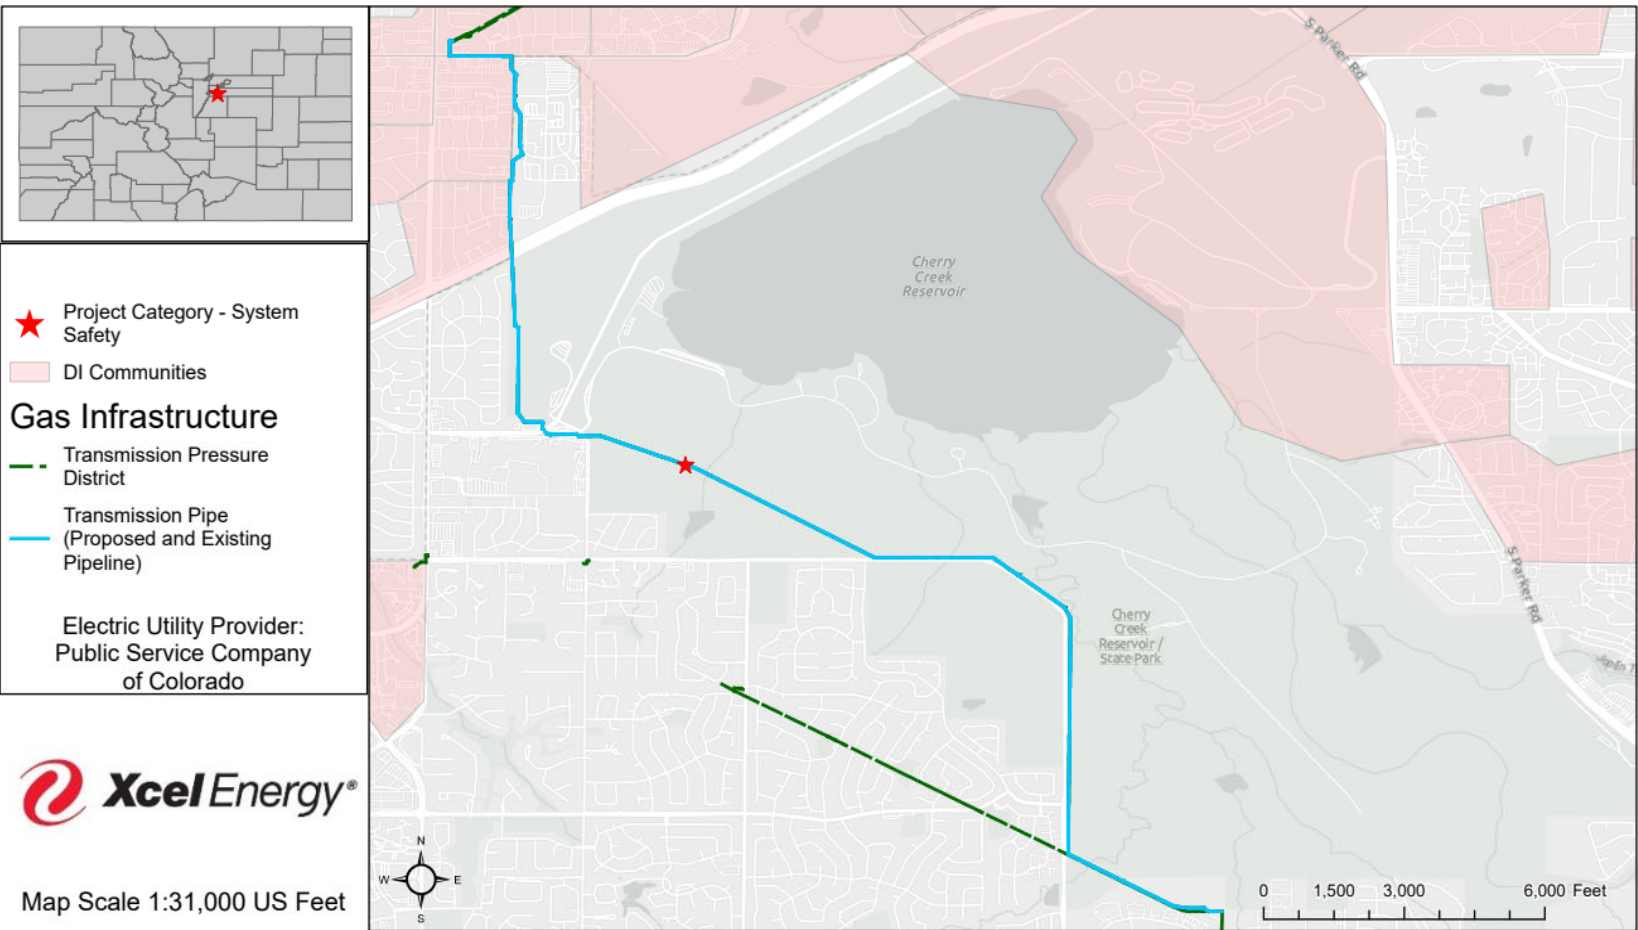 Project Category - System
Safety
DI Communities
Gas Infrastructure
Transmission Pressure
District
Transmission Pipe
(Proposed and Existing
Pipeline)
Electric Utility Provider:
Public Service Company
of Colorado
Xcel Energy®
Map Scale 1:31,000 US Feet
S Parker Rd
Cherry
Creek
Reservoir
S Parker Rd
Cherry
Creek
Reservoir /
State Park
N
W E
S
0 1,500 3,000 6,000 Feet